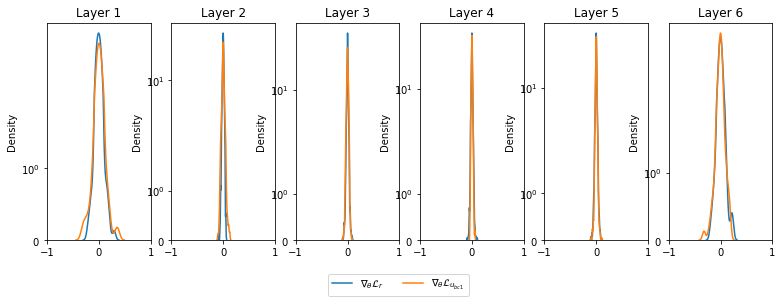 Layer 1 Layer 2 Layer 3 Layer 4 Layer 5 Layer 6
Density Density Density Density Density Density
10⁰ 10¹ 10¹ 10¹ 10¹ 10⁰
10⁰ 10⁰ 10⁰ 10⁰
0 0 0 0 0 0
−1 0 1 −1 0 1 −1 0 1 −1 0 1 −1 0 1 −1 0 1
∇θℒr ∇θℒu_bc1